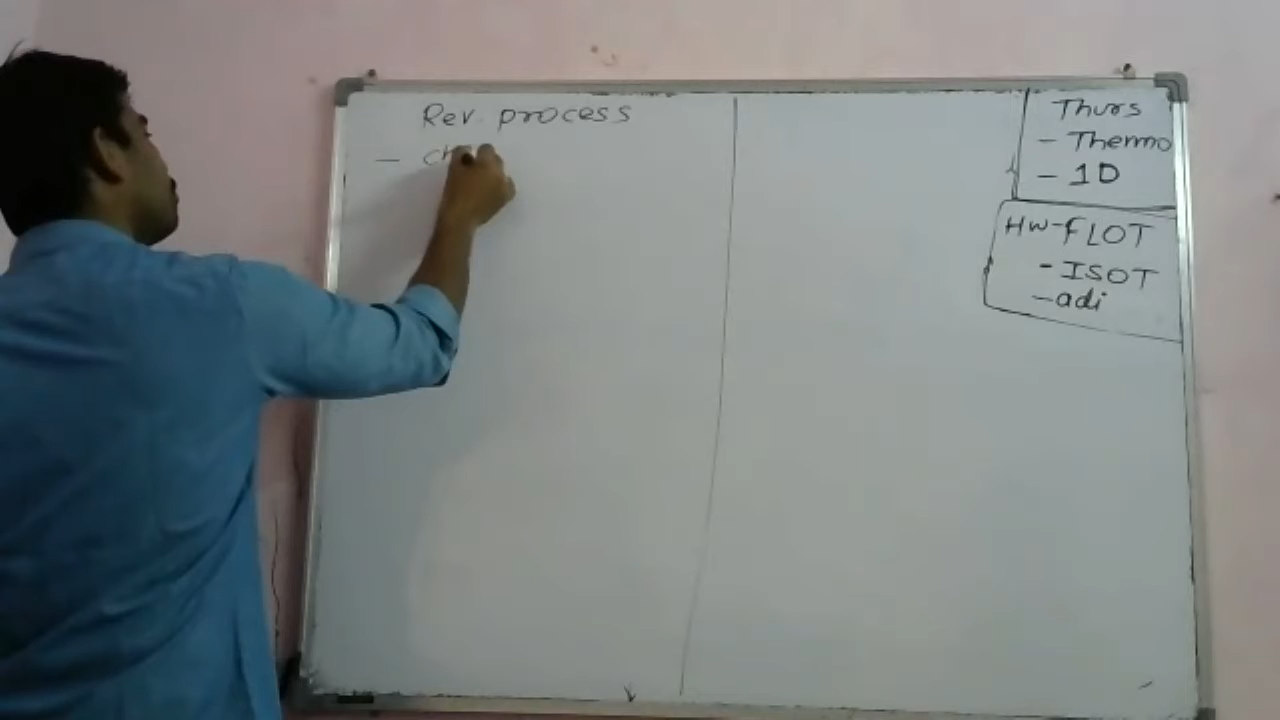 Rev. process
Thurs
- Thermo
- 1D
HW-FLOT
- ISOT
- adi